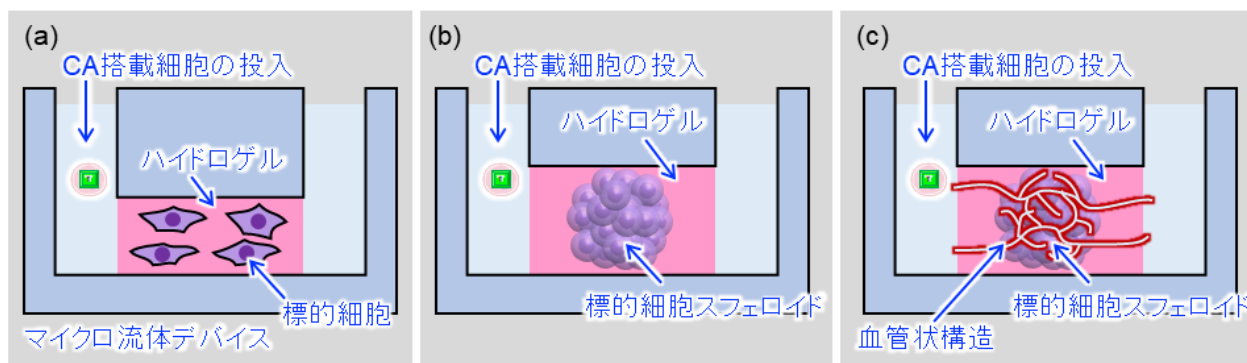 (a)
CA搭載細胞の投入
ハイドロゲル
標的細胞
マイクロ流体デバイス
(b)
CA搭載細胞の投入
ハイドロゲル
標的細胞スフェロイド
(c)
CA搭載細胞の投入
ハイドロゲル
標的細胞スフェロイド
血管状構造